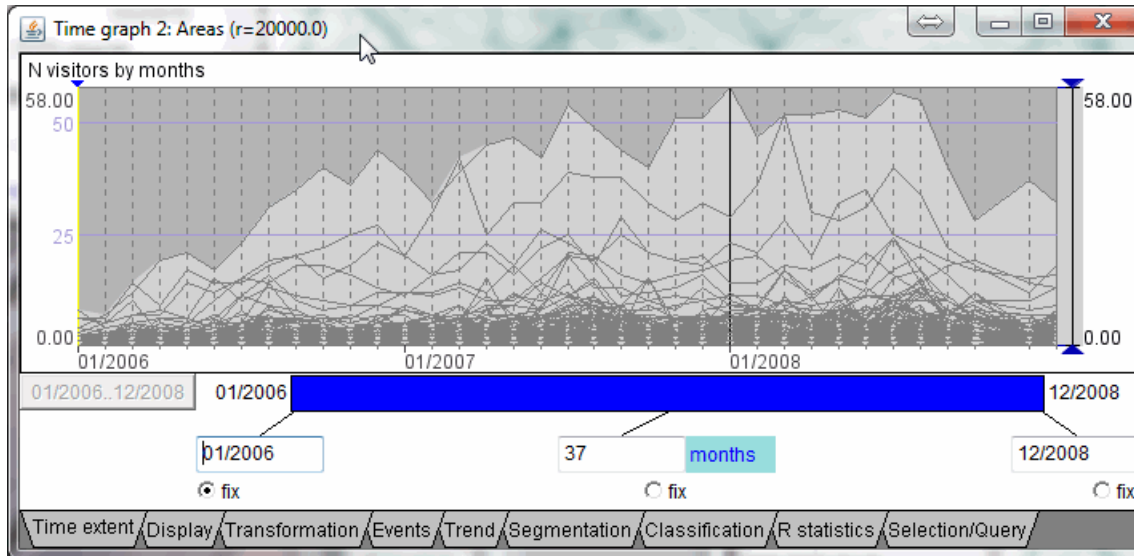 Time graph 2: Areas (r=20000.0)
N visitors by months
58.00
50
25
0.00
58.00
0.00
01/2006
01/2007
01/2008
01/2006..12/2008
01/2006
12/2008
01/2006
37
months
12/2008
fix
fix
fix
Time extent
Display
Transformation
Events
Trend
Segmentation
Classification
R statistics
Selection/Query